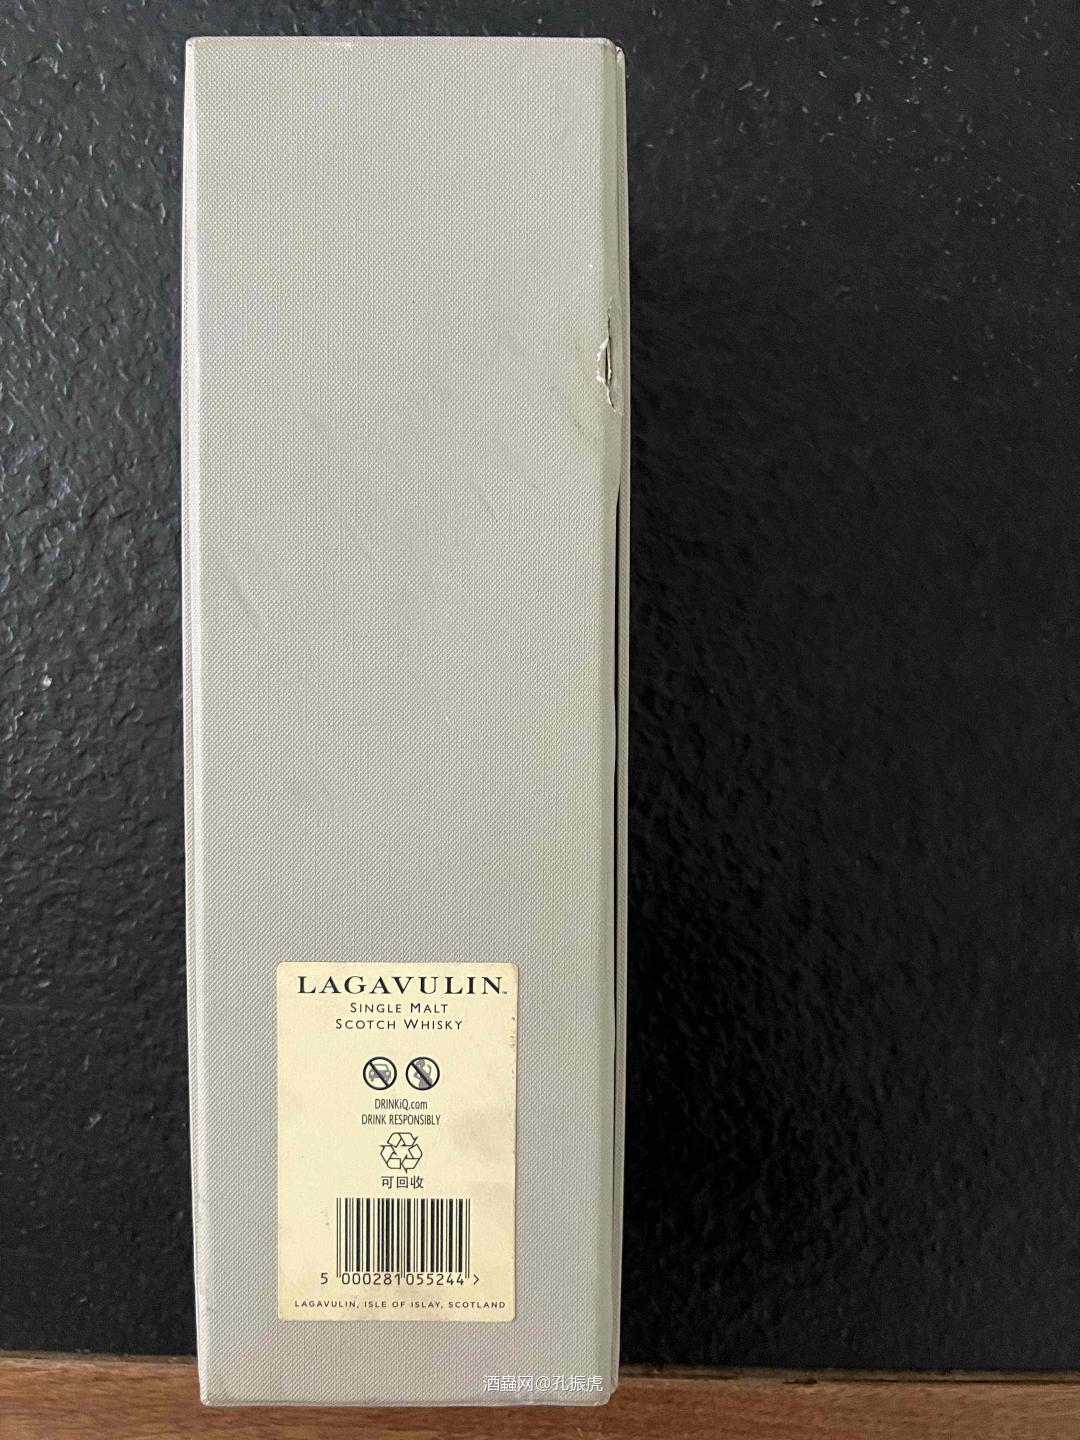 LAGAVULIN™
SINGLE MALT
SCOTCH WHISKY
DRINKiQ.com
DRINK RESPONSIBLY
可回收
5 000281 055244 >
LAGAVULIN, ISLE OF ISLAY, SCOTLAND
酒蟲网@孔振虎